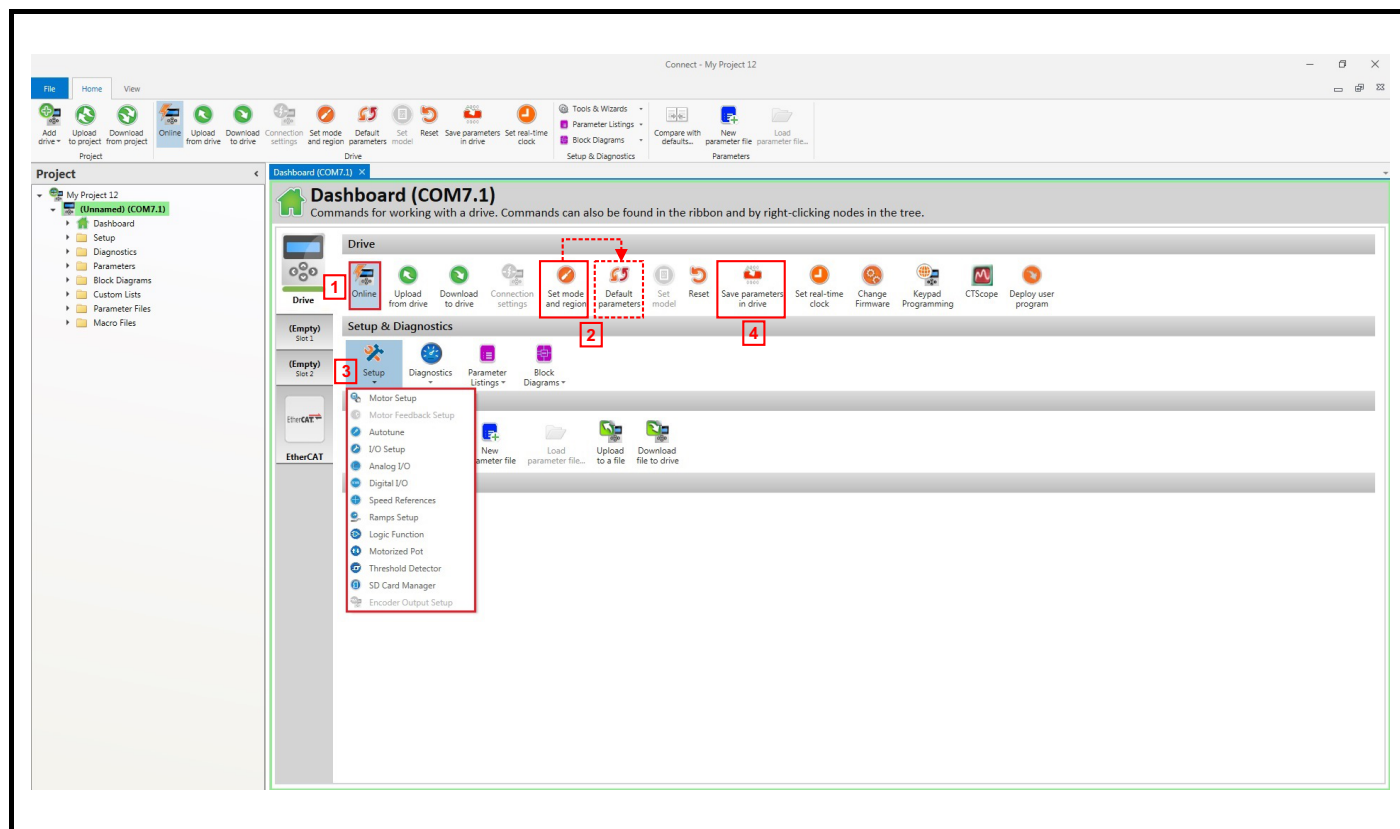 Connect - My Project 12
File Home View
Add drive
Upload to project
Download from project
Online
Upload from drive
Download to drive
Connection settings
Set mode and region
Default parameters
Set model
Reset
Save parameters in drive
Set real-time clock
Tools & Wizards
Parameter Listings
Block Diagrams
Compare with defaults...
New parameter file
Load parameter file...
Project
Drive
Setup & Diagnostics
Parameters
Project
My Project 12
(Unnamed) (COM7.1)
Dashboard
Setup
Diagnostics
Parameters
Block Diagrams
Custom Lists
Parameter Files
Macro Files
Dashboard (COM7.1)
Dashboard (COM7.1)
Commands for working with a drive. Commands can also be found in the ribbon and by right-clicking nodes in the tree.
Drive
(Empty)
Slot 1
(Empty)
Slot 2
EtherCAT
EtherCAT
Drive
1
Online
Upload from drive
Download to drive
Connection settings
Set mode and region
Default parameters
Set model
Reset
Save parameters in drive
Set real-time clock
Change Firmware
Keypad Programming
CTScope
Deploy user program
2
4
Setup & Diagnostics
3
Setup
Diagnostics
Parameter Listings
Block Diagrams
Motor Setup
Motor Feedback Setup
Autotune
I/O Setup
Analog I/O
Digital I/O
Speed References
Ramps Setup
Logic Function
Motorized Pot
Threshold Detector
SD Card Manager
Encoder Output Setup
New
ameter file
Load parameter file...
Upload to a file
Download file to drive